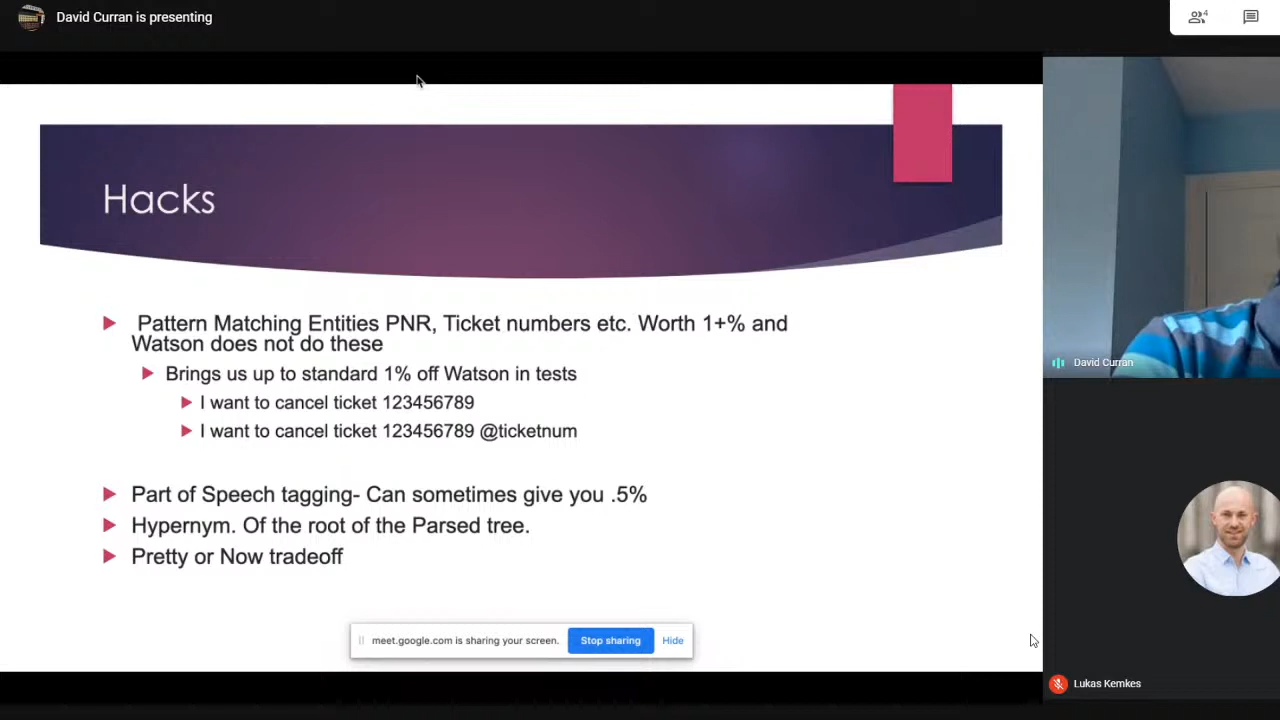 David Curran is presenting
4
Hacks
Pattern Matching Entities PNR, Ticket numbers etc. Worth 1+% and
Watson does not do these
Brings us up to standard 1% off Watson in tests
I want to cancel ticket 123456789
I want to cancel ticket 123456789 @ticketnum
Part of Speech tagging- Can sometimes give you .5%
Hypernym. Of the root of the Parsed tree.
Pretty or Now tradeoff
meet.google.com is sharing your screen. Stop sharing Hide
David Curran
Lukas Kemkes